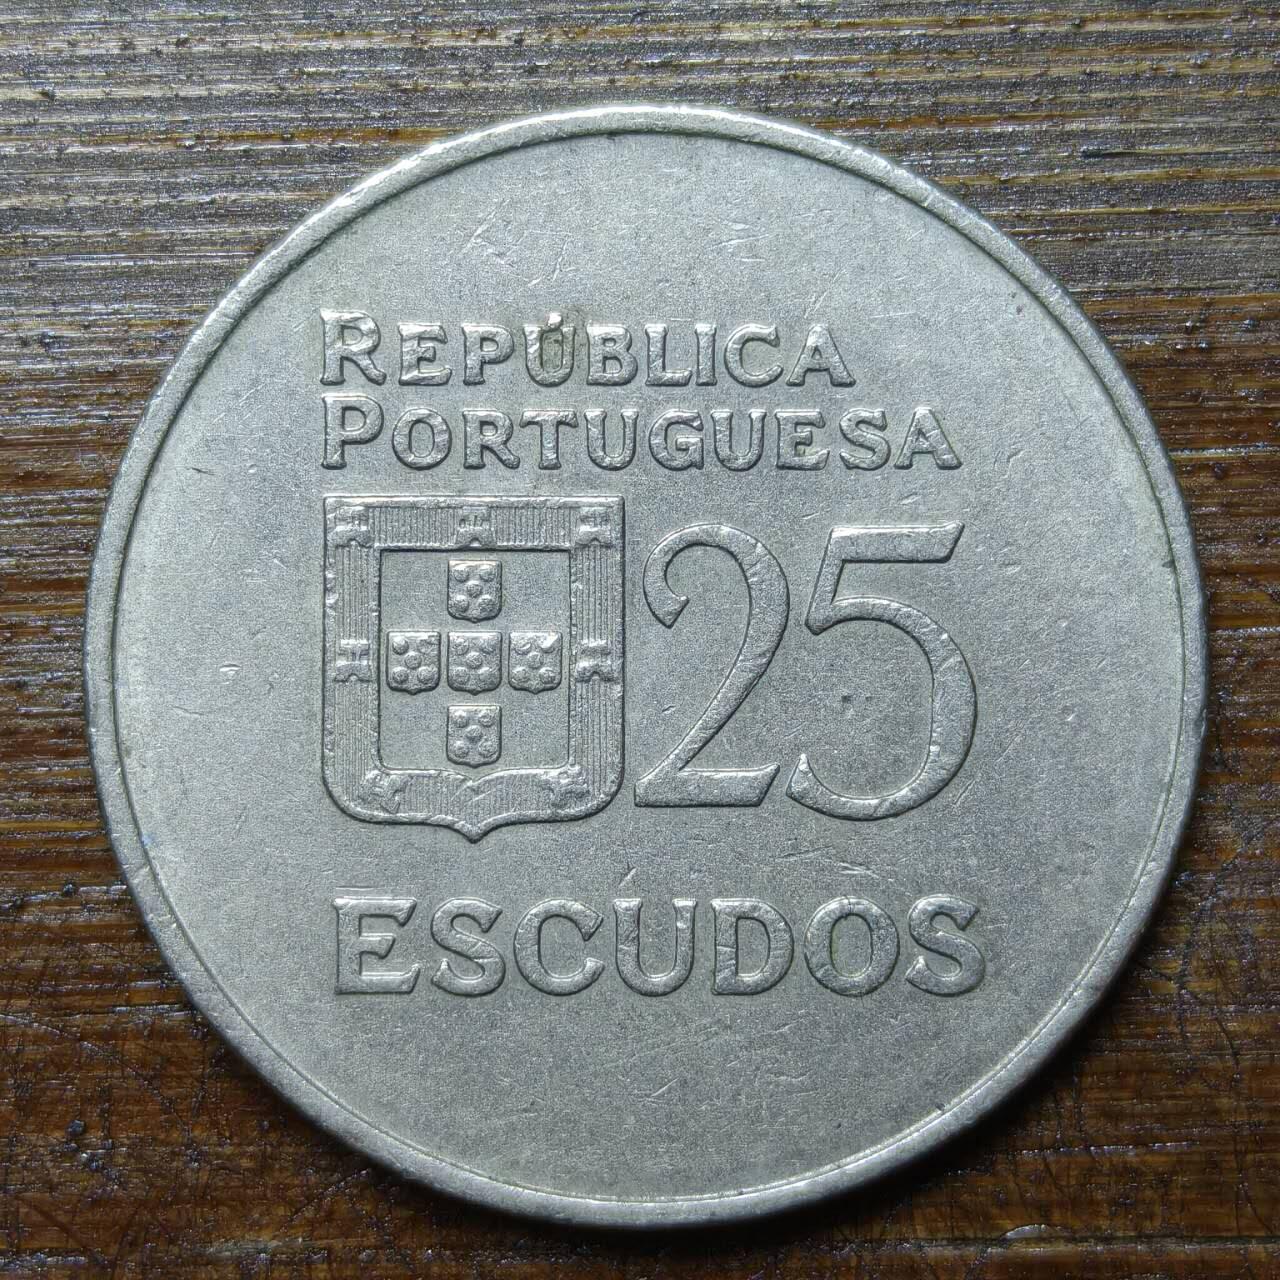 REPÚBLICA
PORTUGUESA
25
ESCUDOS